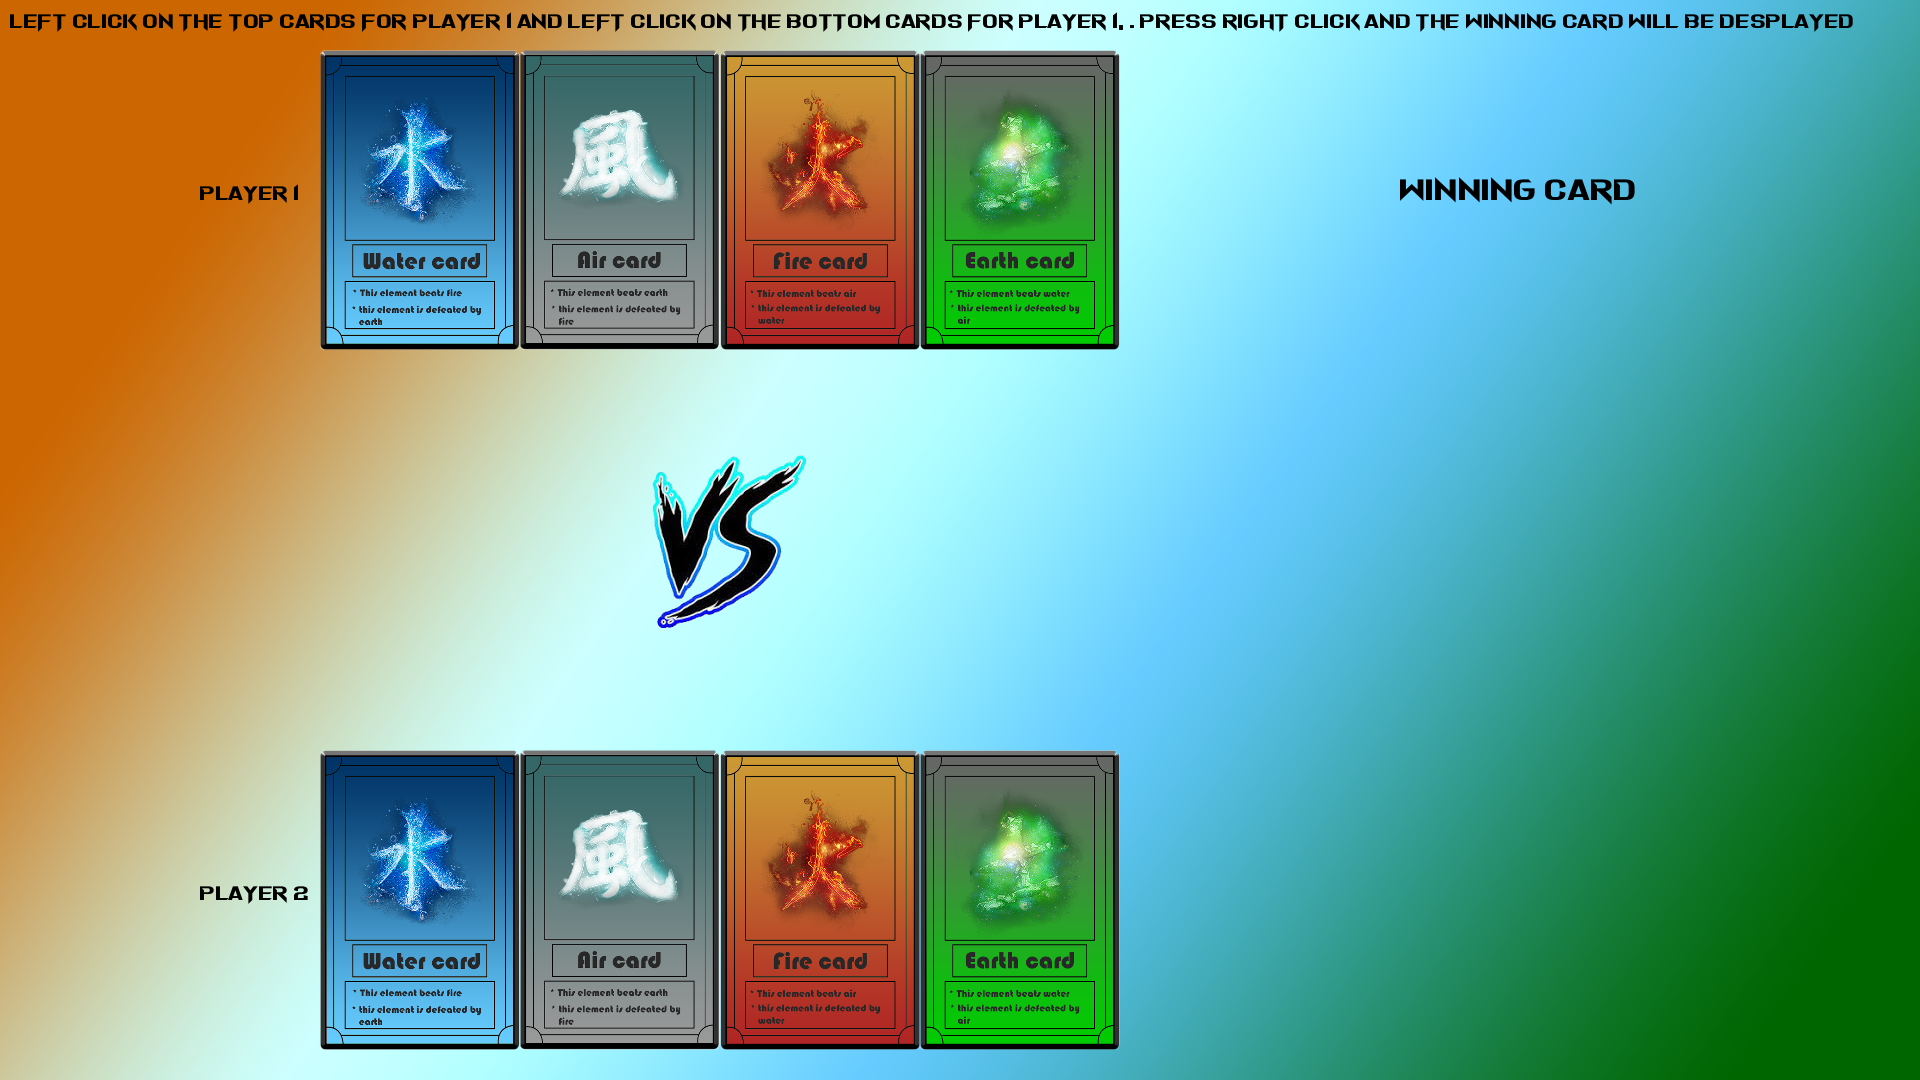 LEFT CLICK ON THE TOP CARDS FOR PLAYER 1 AND LEFT CLICK ON THE BOTTOM CARDS FOR PLAYER 1. . PRESS RIGHT CLICK AND THE WINNING CARD WILL BE DESPLAYED
PLAYER 1
水
Water card
* This element beats fire
* this element is defeated by
earth
風
Air card
* This element beats earth
* this element is defeated by
fire
火
Fire card
* This element beats air
* this element is defeated by
water
Earth card
* This element beats water
* this element is defeated by
air
WINNING CARD
VS
PLAYER 2
水
Water card
* This element beats fire
* this element is defeated by
earth
風
Air card
* This element beats earth
* this element is defeated by
fire
火
Fire card
* This element beats air
* this element is defeated by
water
Earth card
* This element beats water
* this element is defeated by
air